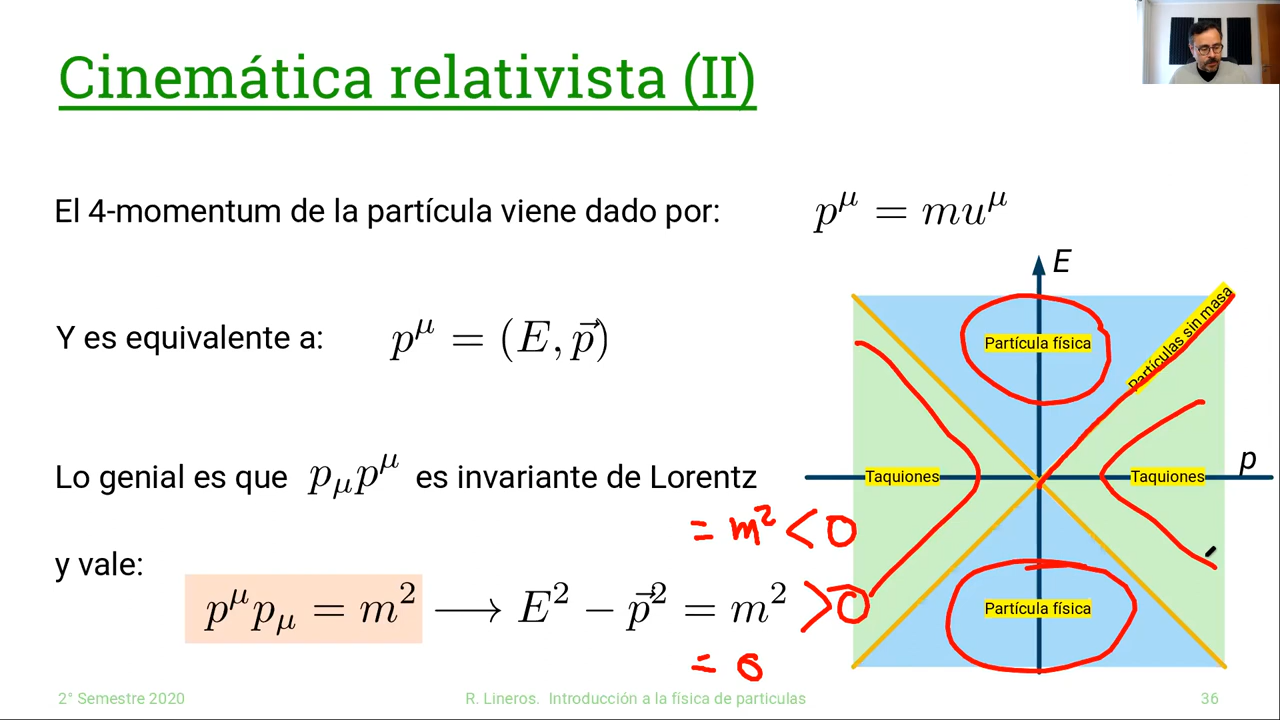 Cinemática relativista (II)
El 4-momentum de la partícula viene dado por: p^μ = mu^μ
Y es equivalente a: p^μ = (E, p⃗)
Lo genial es que p_μ p^μ es invariante de Lorentz
= m² < 0
y vale:
p^μ p_μ = m² ⟶ E² − p⃗² = m² > 0
= 0
E
Partícula física
Partículas sin masa
Taquiones
Taquiones
p
Partícula física
2° Semestre 2020
R. Lineros. Introducción a la física de particulas
36